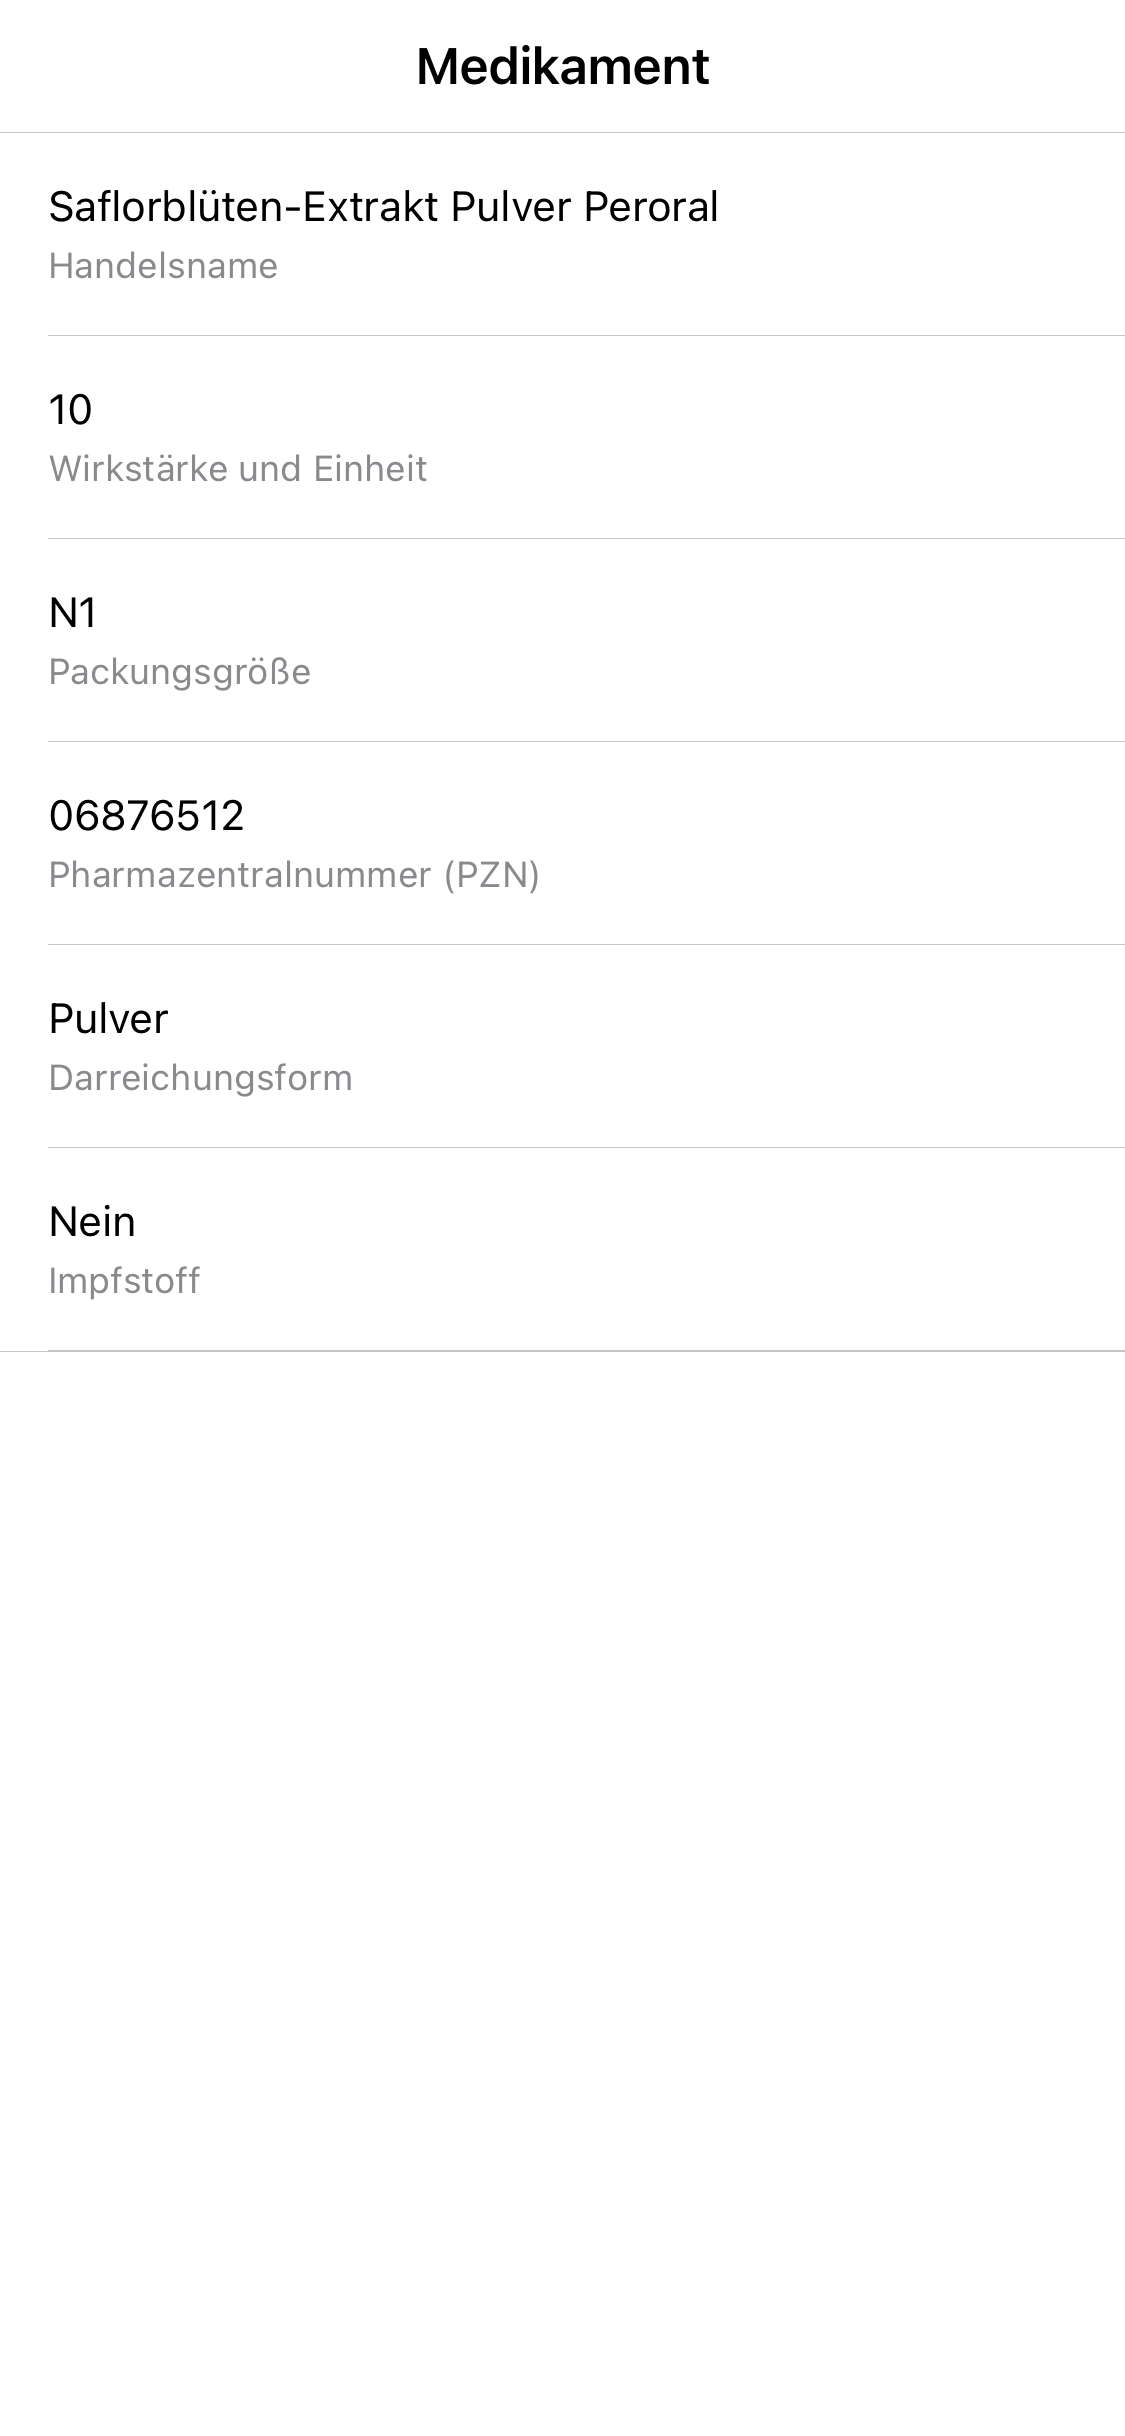 Medikament
Saflorblüten-Extrakt Pulver Peroral
Handelsname
10
Wirkstärke und Einheit
N1
Packungsgröße
06876512
Pharmazentralnummer (PZN)
Pulver
Darreichungsform
Nein
Impfstoff